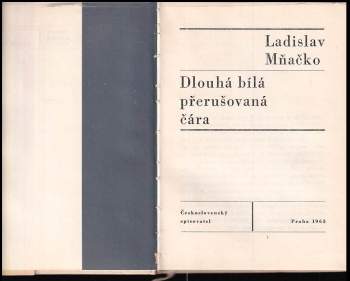 Ladislav
Mňačko
Dlouhá bílá
přerušovaná
čára
Československý
spisovatel
Praha 1965